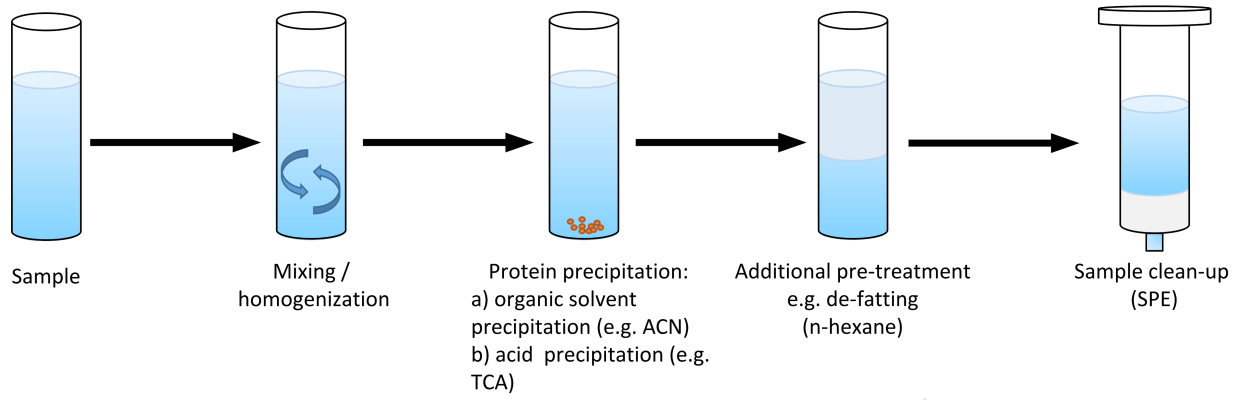 Sample
Mixing /
homogenization
Protein precipitation:
a) organic solvent
precipitation (e.g. ACN)
b) acid  precipitation (e.g.
TCA)
Additional pre-treatment
e.g. de-fatting
(n-hexane)
Sample clean-up
(SPE)